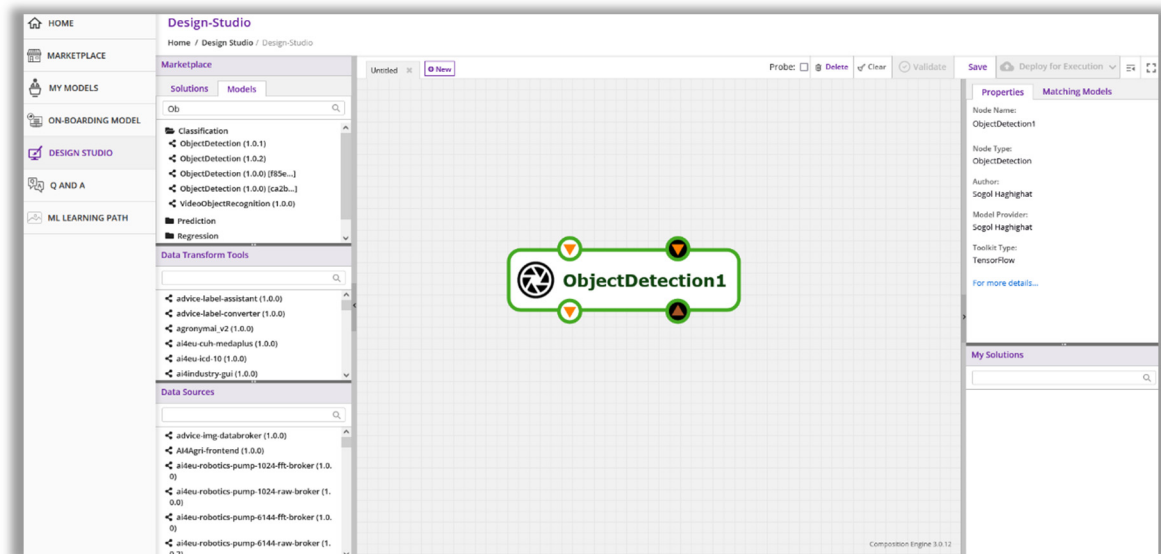 HOME
MARKETPLACE
MY MODELS
ON-BOARDING MODEL
DESIGN STUDIO
Q AND A
ML LEARNING PATH
Design-Studio
Home / Design Studio / Design-Studio
Marketplace
Solutions Models
Ob
Classification
ObjectDetection (1.0.1)
ObjectDetection (1.0.2)
ObjectDetection (1.0.0) [f85e...]
ObjectDetection (1.0.0) [ca2b...]
VideoObjectRecognition (1.0.0)
Prediction
Regression
Data Transform Tools
advice-label-assistant (1.0.0)
advice-label-converter (1.0.0)
agronymai_v2 (1.0.0)
ai4eu-cuh-medaplus (1.0.0)
ai4eu-icd-10 (1.0.0)
ai4industry-gui (1.0.0)
Data Sources
advice-img-databroker (1.0.0)
AI4Agri-frontend (1.0.0)
ai4eu-robotics-pump-1024-fft-broker (1.0.
0)
ai4eu-robotics-pump-1024-raw-broker (1.
0.0)
ai4eu-robotics-pump-6144-fft-broker (1.0.
0)
ai4eu-robotics-pump-6144-raw-broker (1.
0.2)
Untitled
New
Probe: Delete Clear Validate Save Deploy for Execution
ObjectDetection1
Composition Engine 3.0.12
Properties Matching Models
Node Name:
ObjectDetection1
Node Type:
ObjectDetection
Author:
Sogol Haghighat
Model Provider:
Sogol Haghighat
Toolkit Type:
TensorFlow
For more details...
My Solutions